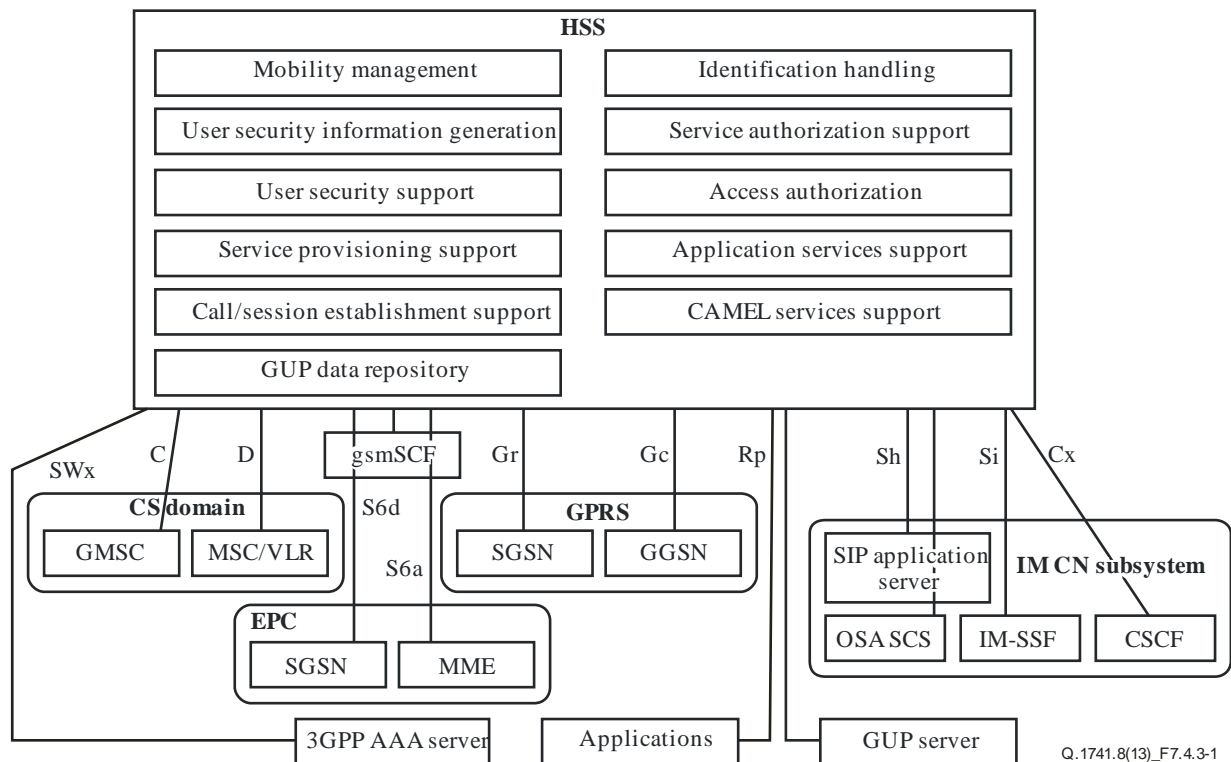 HSS
Mobility management
Identification handling
User security information generation
Service authorization support
User security support
Access authorization
Service provisioning support
Application services support
Call/session establishment support
CAMEL services support
GUP data repository
SWx
C
D
gsmSCF
Gr
Gc
Rp
Sh
Si
Cx
CS domain
GMSC
MSC/VLR
S6d
S6a
GPRS
SGSN
GGSN
SIP application
server
IM CN subsystem
OSA SCS
IM-SSF
CSCF
EPC
SGSN
MME
3GPP AAA server
Applications
GUP server
Q.1741.8(13)_F7.4.3-1